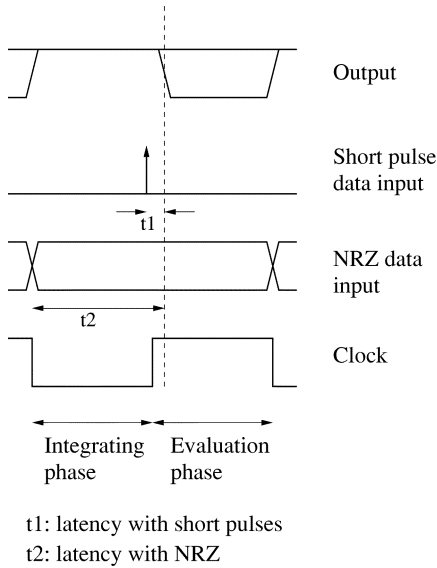 Output
Short pulse
data input
t1
NRZ data
input
t2
Clock
Integrating
phase
Evaluation
phase
t1: latency with short pulses
t2: latency with NRZ